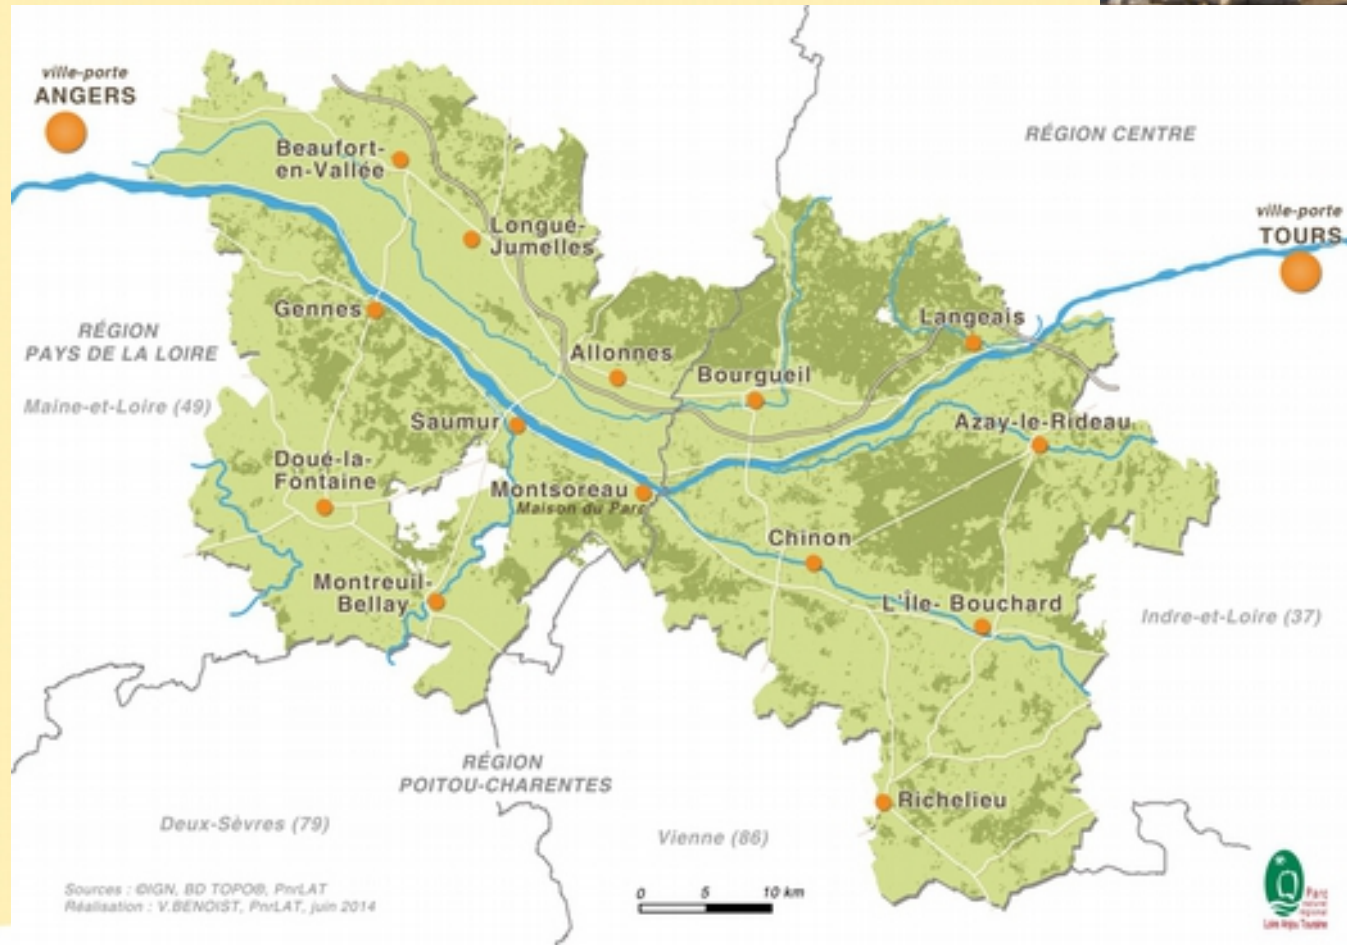 ville-porte
ANGERS
RÉGION CENTRE
Beaufort-
en-Vallée
ville-porte
TOURS
Longué-
Jumelles
Gennes
Langeais
RÉGION
PAYS DE LA LOIRE
Allonnes
Bourgueil
Maine-et-Loire (49)
Saumur
Azay-le-Rideau
Doué-la-
Fontaine
Montsoreau
Maison du Parc
Chinon
Montreuil-
Bellay
L'Île- Bouchard
Indre-et-Loire (37)
RÉGION
POITOU-CHARENTES
Richelieu
Deux-Sèvres (79)
Vienne (86)
Sources : ©IGN, BD TOPO®, PnrLAT
Réalisation : V.BENOIST, PnrLAT, juin 2014
0 5 10 km
Parc
naturel
régional
Loire Anjou Touraine